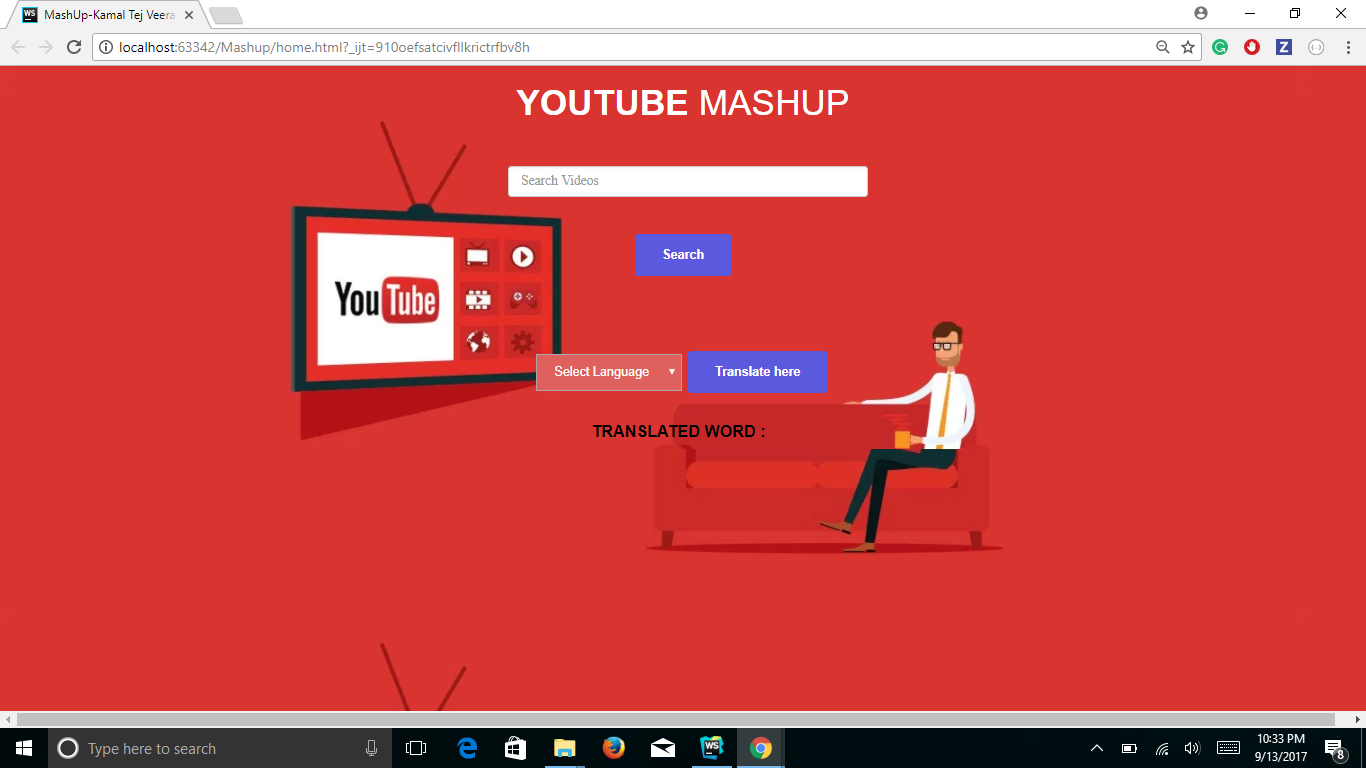 MashUp-Kamal Tej Veera
localhost:63342/Mashup/home.html?_ijt=910oefsatcivfllkrictrfbv8h
YOUTUBE MASHUP
Search Videos
Search
YouTube
Select Language
Translate here
TRANSLATED WORD :
Type here to search
WS
10:33 PM
9/13/2017
8